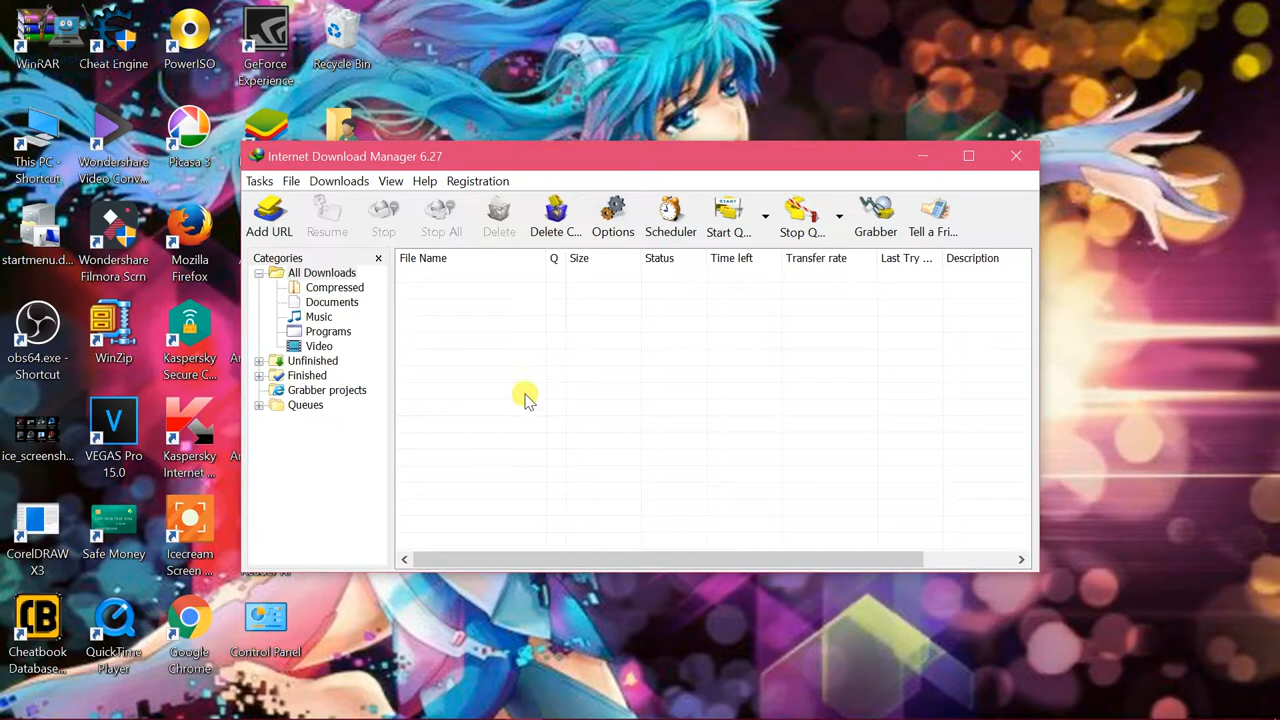 WinRAR
Cheat Engine
PowerISO
GeForce
Experience
Recycle Bin
This PC -
Shortcut
Wondershare
Video Conv...
Picasa 3
startmenu.d...
Wondershare
Filmora Scrn
Mozilla
Firefox
obs64.exe -
Shortcut
WinZip
Kaspersky
Secure C...
ice_screensh...
VEGAS Pro
15.0
Kaspersky
Internet ...
CorelDRAW
X3
Safe Money
Icecream
Screen ...
Cheatbook
Database...
QuickTime
Player
Google
Chrome
Control Panel
Internet Download Manager 6.27
Tasks File Downloads View Help Registration
Add URL Resume Stop Stop All Delete Delete C... Options Scheduler Start Q... Stop Q... Grabber Tell a Fri...
Categories
All Downloads
Compressed
Documents
Music
Programs
Video
Unfinished
Finished
Grabber projects
Queues
File Name Q Size Status Time left Transfer rate Last Try ... Description